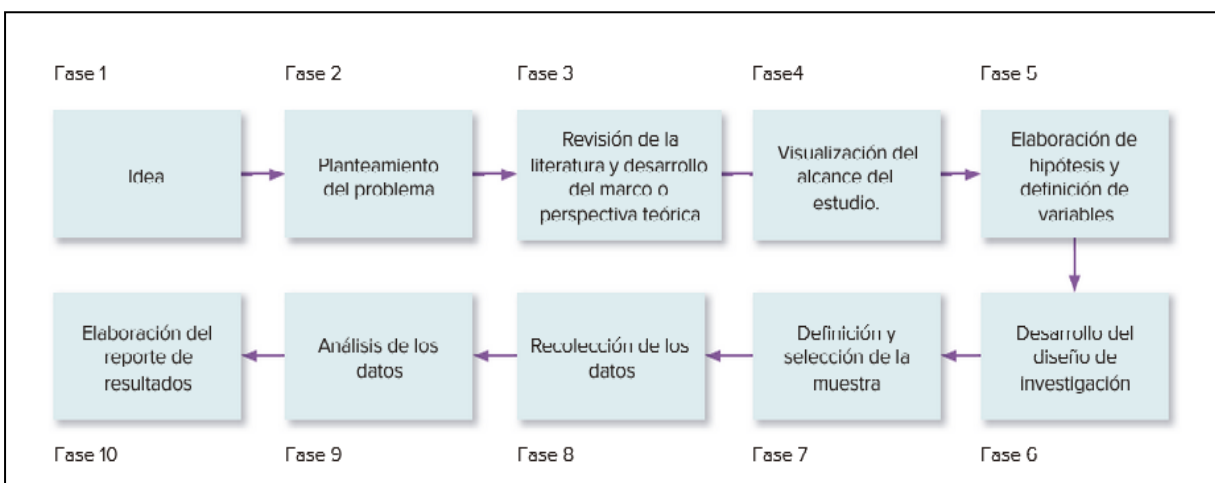 Fase 1
Fase 2
Fase 3
Fase4
Fase 5
Idea
Planteamiento
del problema
Revisión de la
literatura y desarrollo
del marco o
perspectiva teórica
Visualización del
alcance del
estudio.
Elaboración de
hipótesis y
definición de
variables
Desarrollo del
diseño de
investigación
Definición y
selección de la
muestra
Recolección de los
datos
Análisis de los
datos
Elaboración del
reporte de
resultados
Fase 10
Fase 9
Fase 8
Fase 7
Fase 6